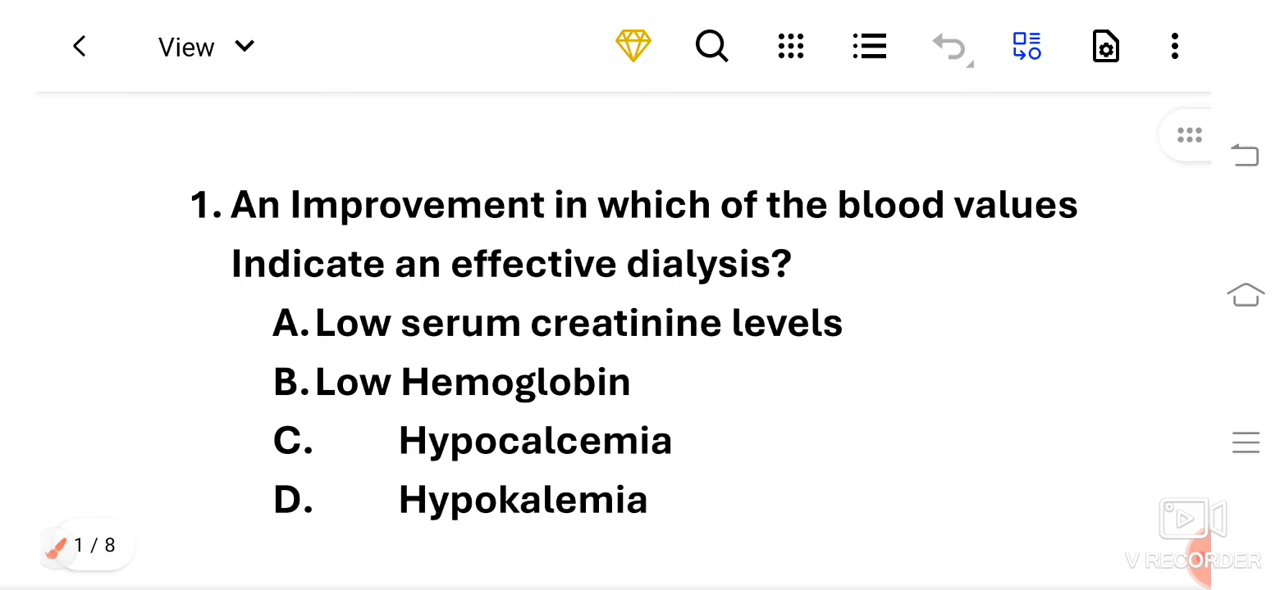 View
1. An Improvement in which of the blood values
Indicate an effective dialysis?
A. Low serum creatinine levels
B. Low Hemoglobin
C. Hypocalcemia
D. Hypokalemia
1 / 8
V RECORDER